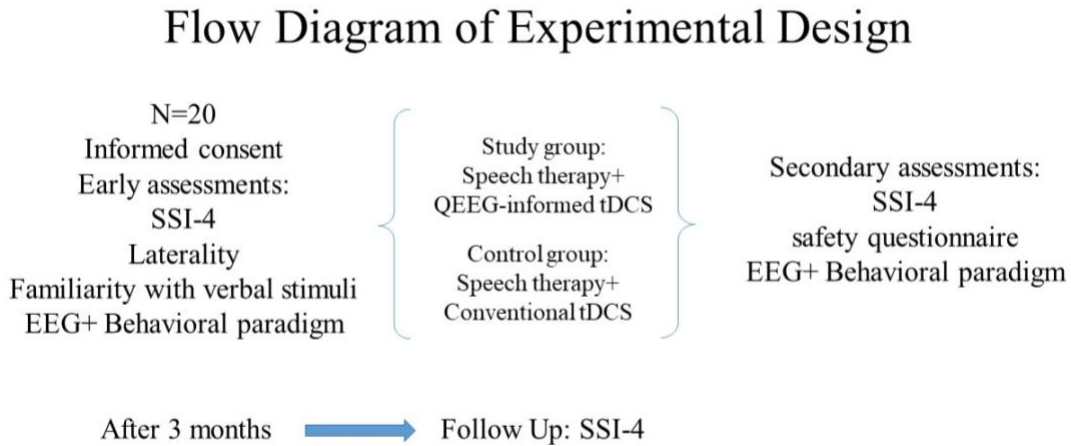 Flow Diagram of Experimental Design
N=20
Informed consent
Early assessments:
SSI-4
Laterality
Familiarity with verbal stimuli
EEG+ Behavioral paradigm
Study group:
Speech therapy+
QEEG-informed tDCS
Control group:
Speech therapy+
Conventional tDCS
Secondary assessments:
SSI-4
safety questionnaire
EEG+ Behavioral paradigm
After 3 months
Follow Up: SSI-4